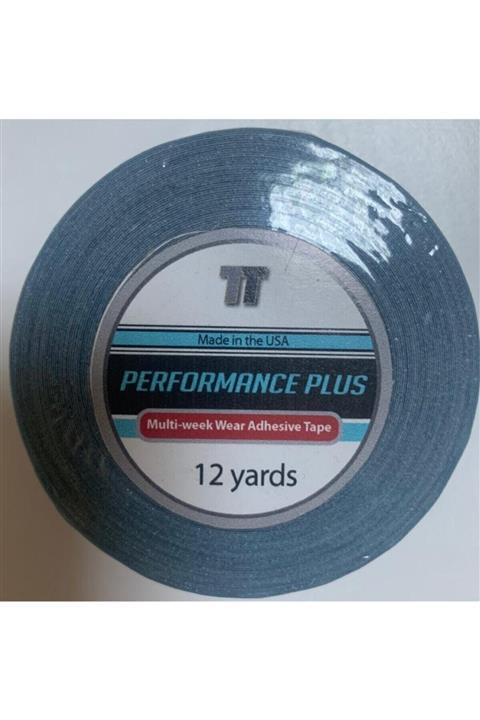 TT
Made in the USA
PERFORMANCE PLUS
Multi-week Wear Adhesive Tape
12 yards